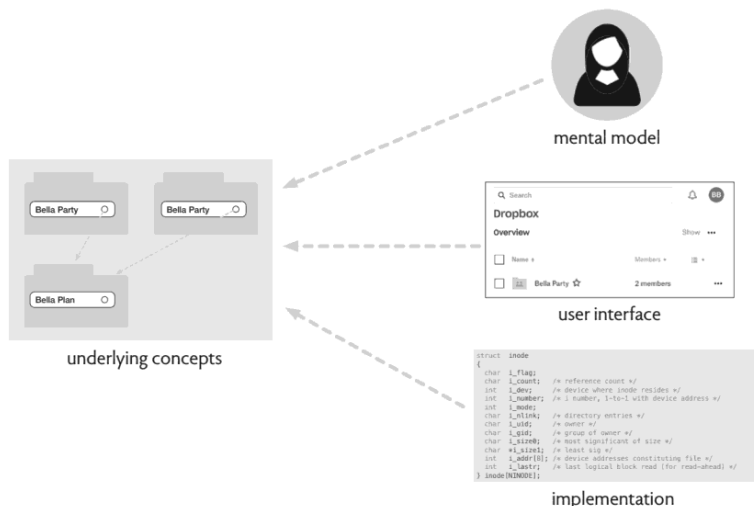 mental model
Bella Party
Bella Party
Bella Plan
underlying concepts
Search
BB
Dropbox
Overview
Show •••
Name
Members
Bella Party
2 members
•••
user interface
struct inode
{
char i_flag;
char i_count; /* reference count */
int i_dev; /* device where inode resides */
int i_number; /* i number, 1-to-1 with device address */
int i_mode;
char i_nlink; /* directory entries */
char i_uid; /* owner */
char i_gid; /* group of owner */
char i_size0; /* most significant of size */
char *i_size1; /* least sig */
int i_addr[8]; /* device addresses constituting file */
int i_lastr; /* last logical block read (for read-ahead) */
} inode[NINODE];
implementation